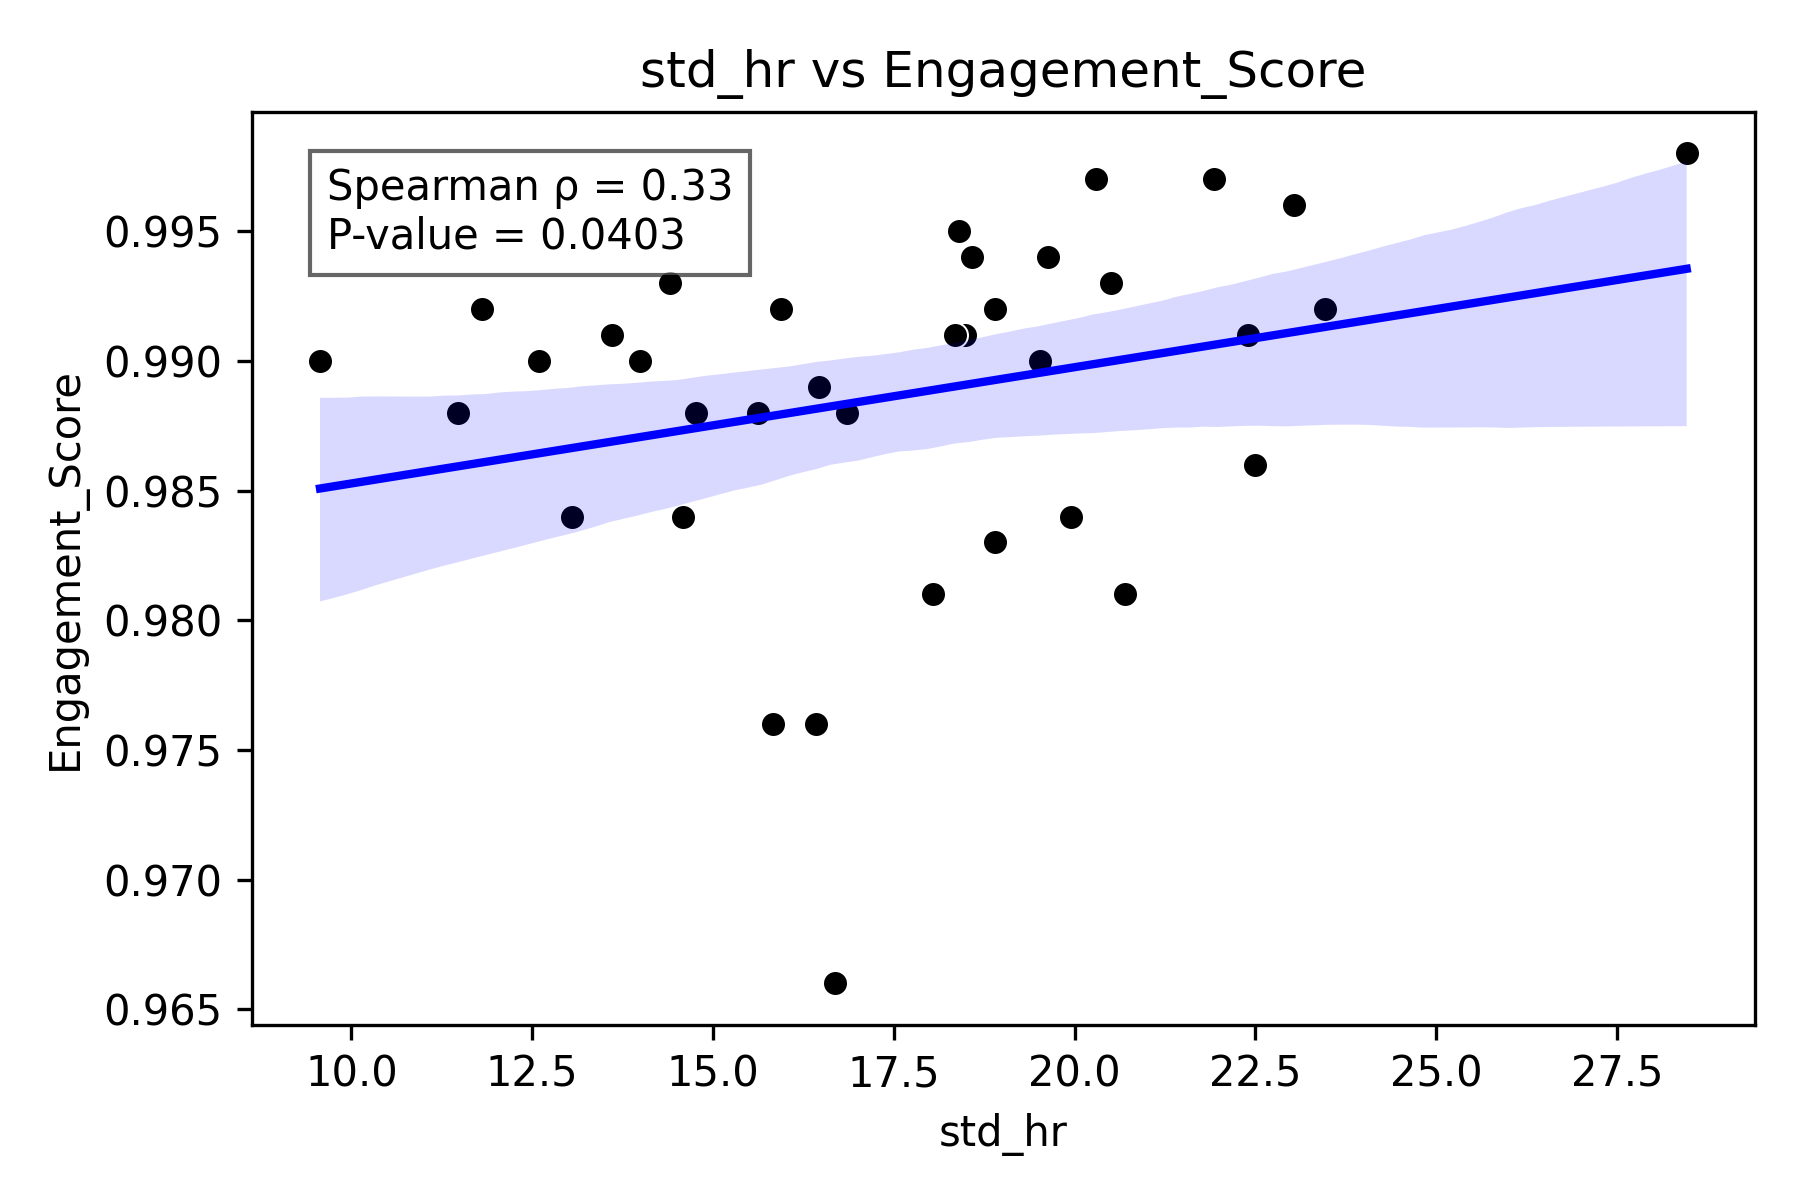 std_hr vs Engagement_Score
Spearman ρ = 0.33
P-value = 0.0403
Engagement_Score
0.995
0.990
0.985
0.980
0.975
0.970
0.965
10.0 12.5 15.0 17.5 20.0 22.5 25.0 27.5
std_hr